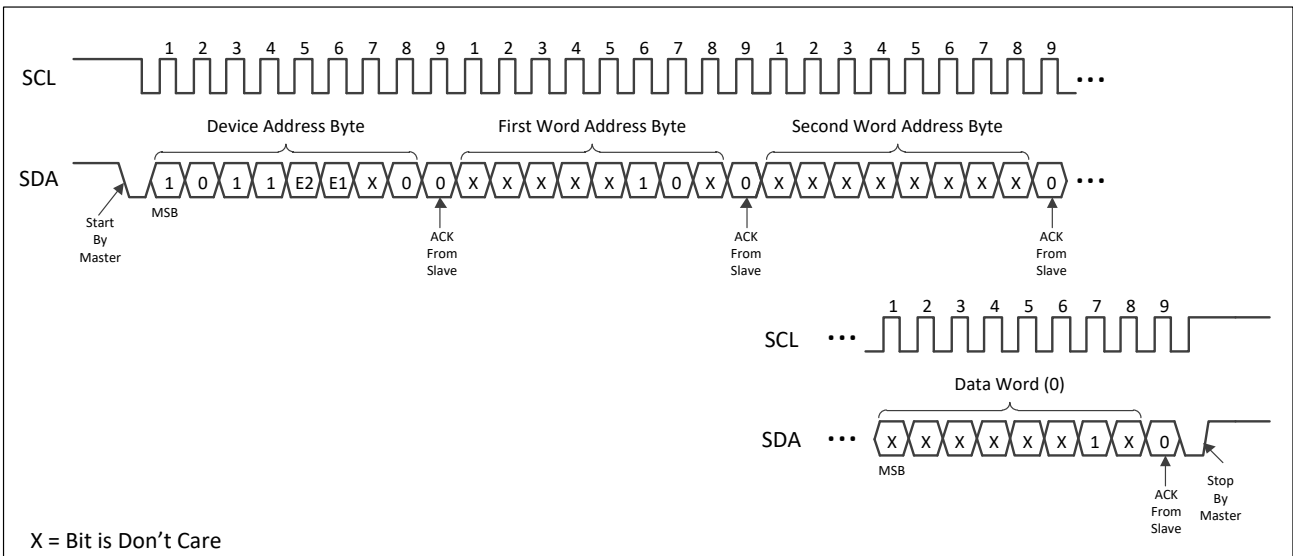 1 2 3 4 5 6 7 8 9 1 2 3 4 5 6 7 8 9 1 2 3 4 5 6 7 8 9
SCL ...
Device Address Byte First Word Address Byte Second Word Address Byte
SDA 1 0 1 1 E2 E1 X 0 0 X X X X X 1 0 X 0 X X X X X X X X 0 ...
MSB
Start
By
Master
ACK
From
Slave
ACK
From
Slave
ACK
From
Slave
1 2 3 4 5 6 7 8 9
SCL ...
Data Word (0)
SDA ... X X X X X X 1 X 0
MSB
ACK
From
Slave
Stop
By
Master
X = Bit is Don’t Care